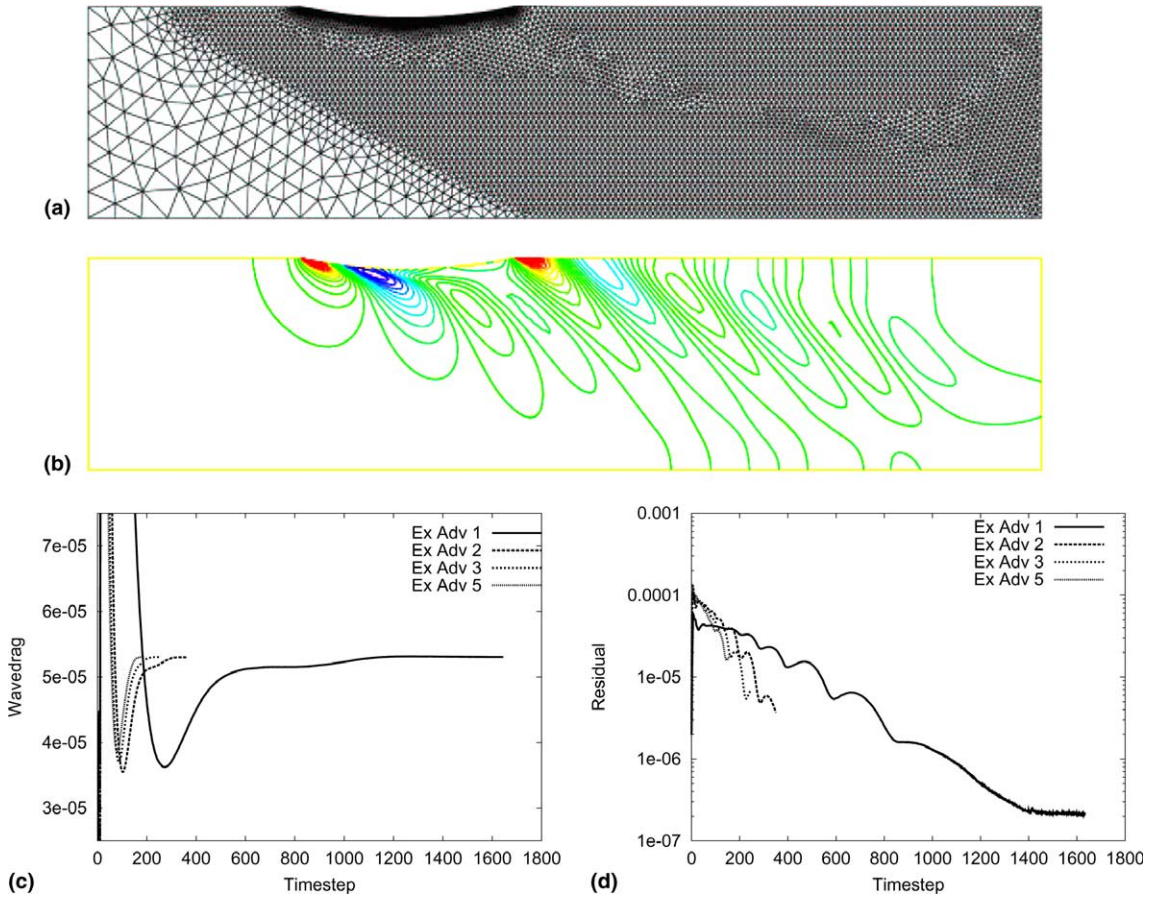 (a)
(b)
7e-05
6e-05
5e-05
4e-05
3e-05
Wavedrag
Ex Adv 1
Ex Adv 2
Ex Adv 3
Ex Adv 5
0 200 400 600 800 1000 1200 1400 1600 1800
Timestep
(c)
0.001
0.0001
1e-05
1e-06
1e-07
Residual
Ex Adv 1
Ex Adv 2
Ex Adv 3
Ex Adv 5
0 200 400 600 800 1000 1200 1400 1600 1800
Timestep
(d)